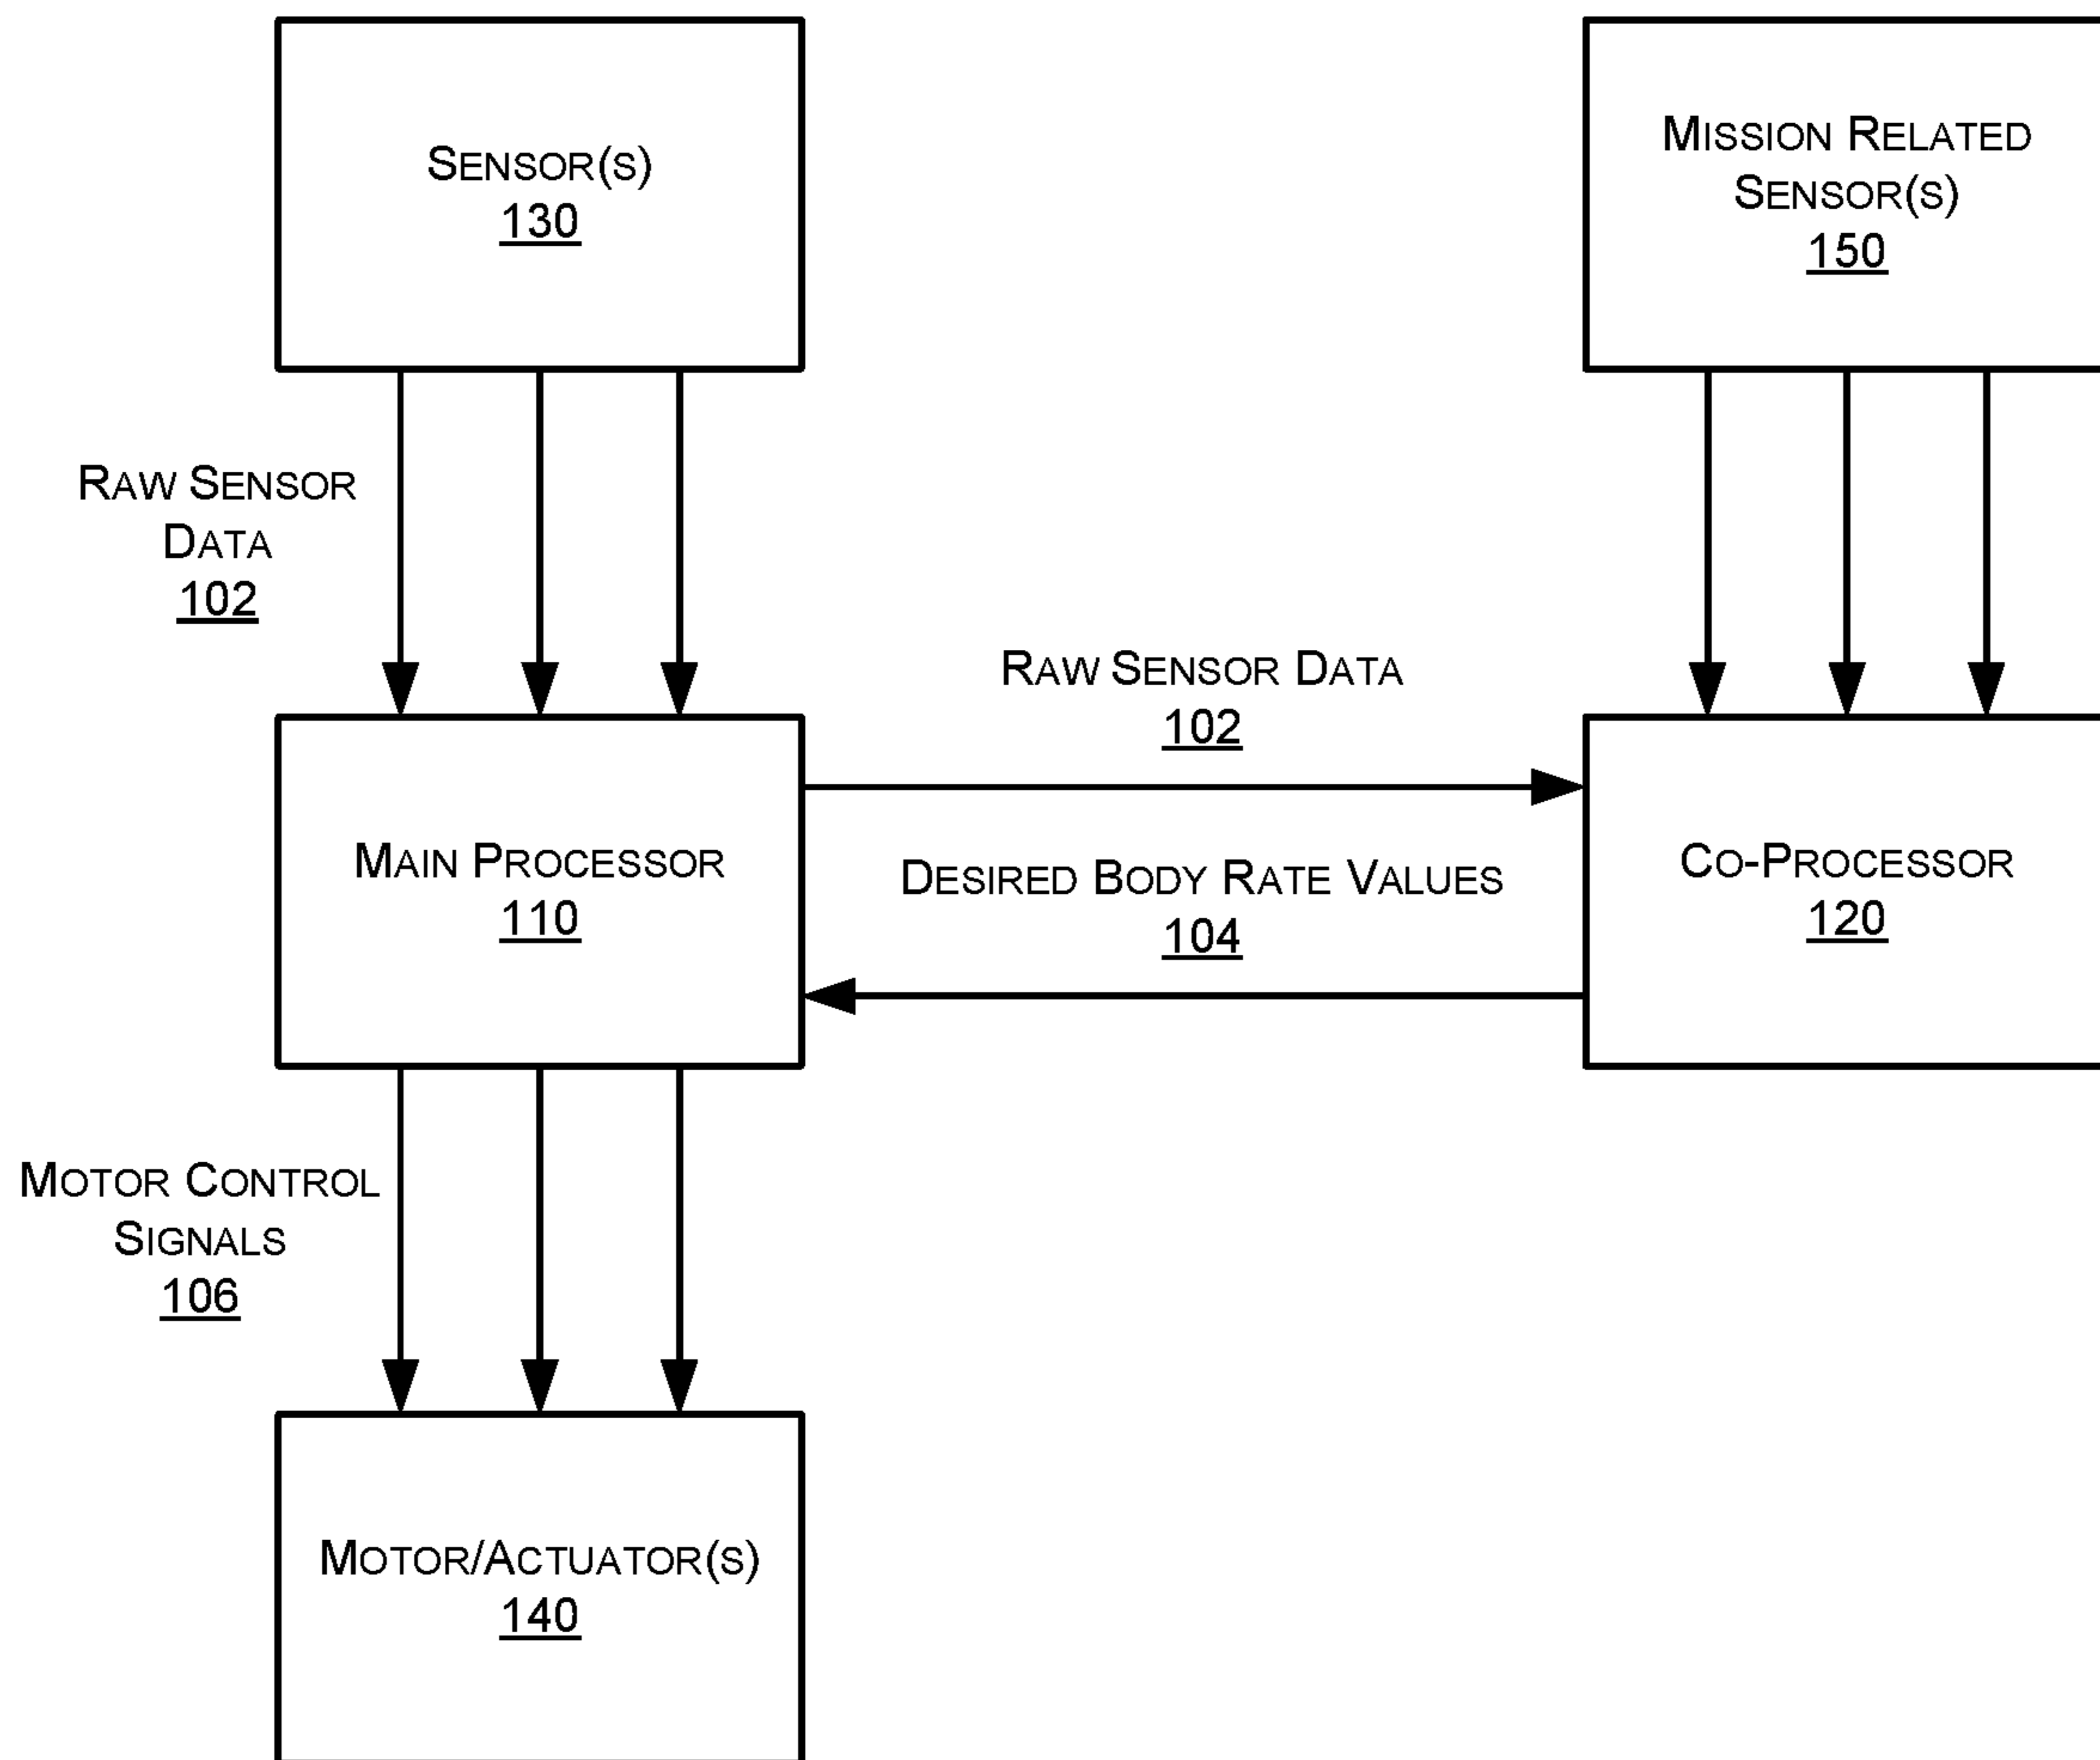 SENSOR(S)
130
MISSION RELATED
SENSOR(S)
150
RAW SENSOR
DATA
102
RAW SENSOR DATA
102
MAIN PROCESSOR
110
DESIRED BODY RATE VALUES
104
CO-PROCESSOR
120
MOTOR CONTROL
SIGNALS
106
MOTOR/ACTUATOR(S)
140